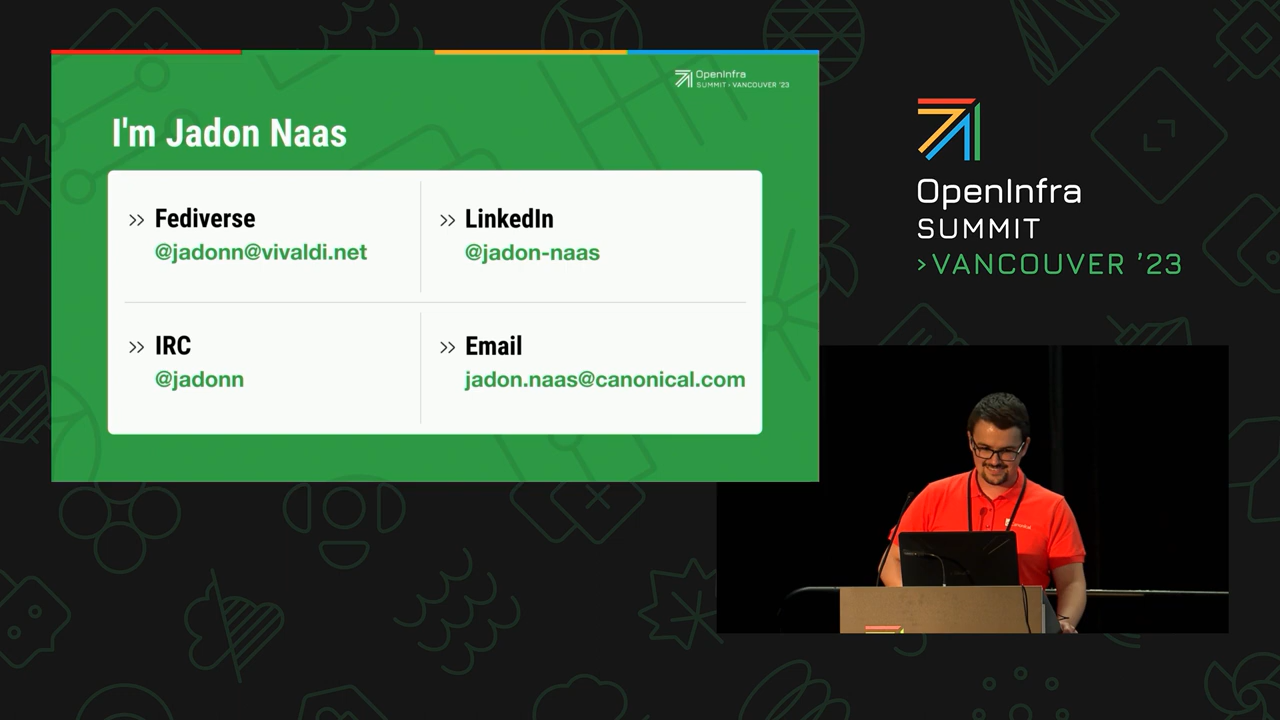 OpenInfra
SUMMIT › VANCOUVER '23
I'm Jadon Naas
Fediverse
@jadonn@vivaldi.net
LinkedIn
@jadon-naas
IRC
@jadonn
Email
jadon.naas@canonical.com
OpenInfra
SUMMIT
›VANCOUVER '23
Canonical